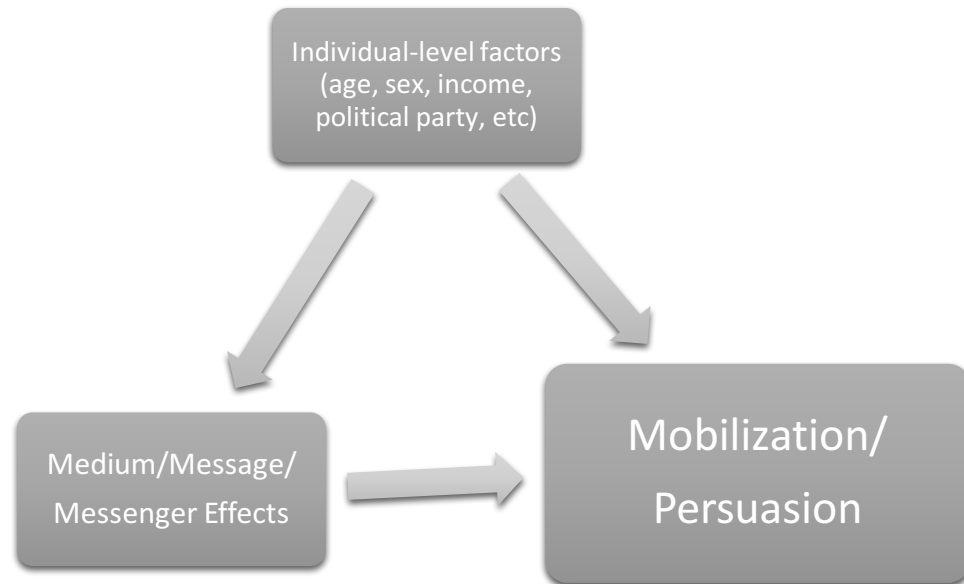 Individual-level factors
(age, sex, income,
political party, etc)
Medium/Message/
Messenger Effects
Mobilization/
Persuasion